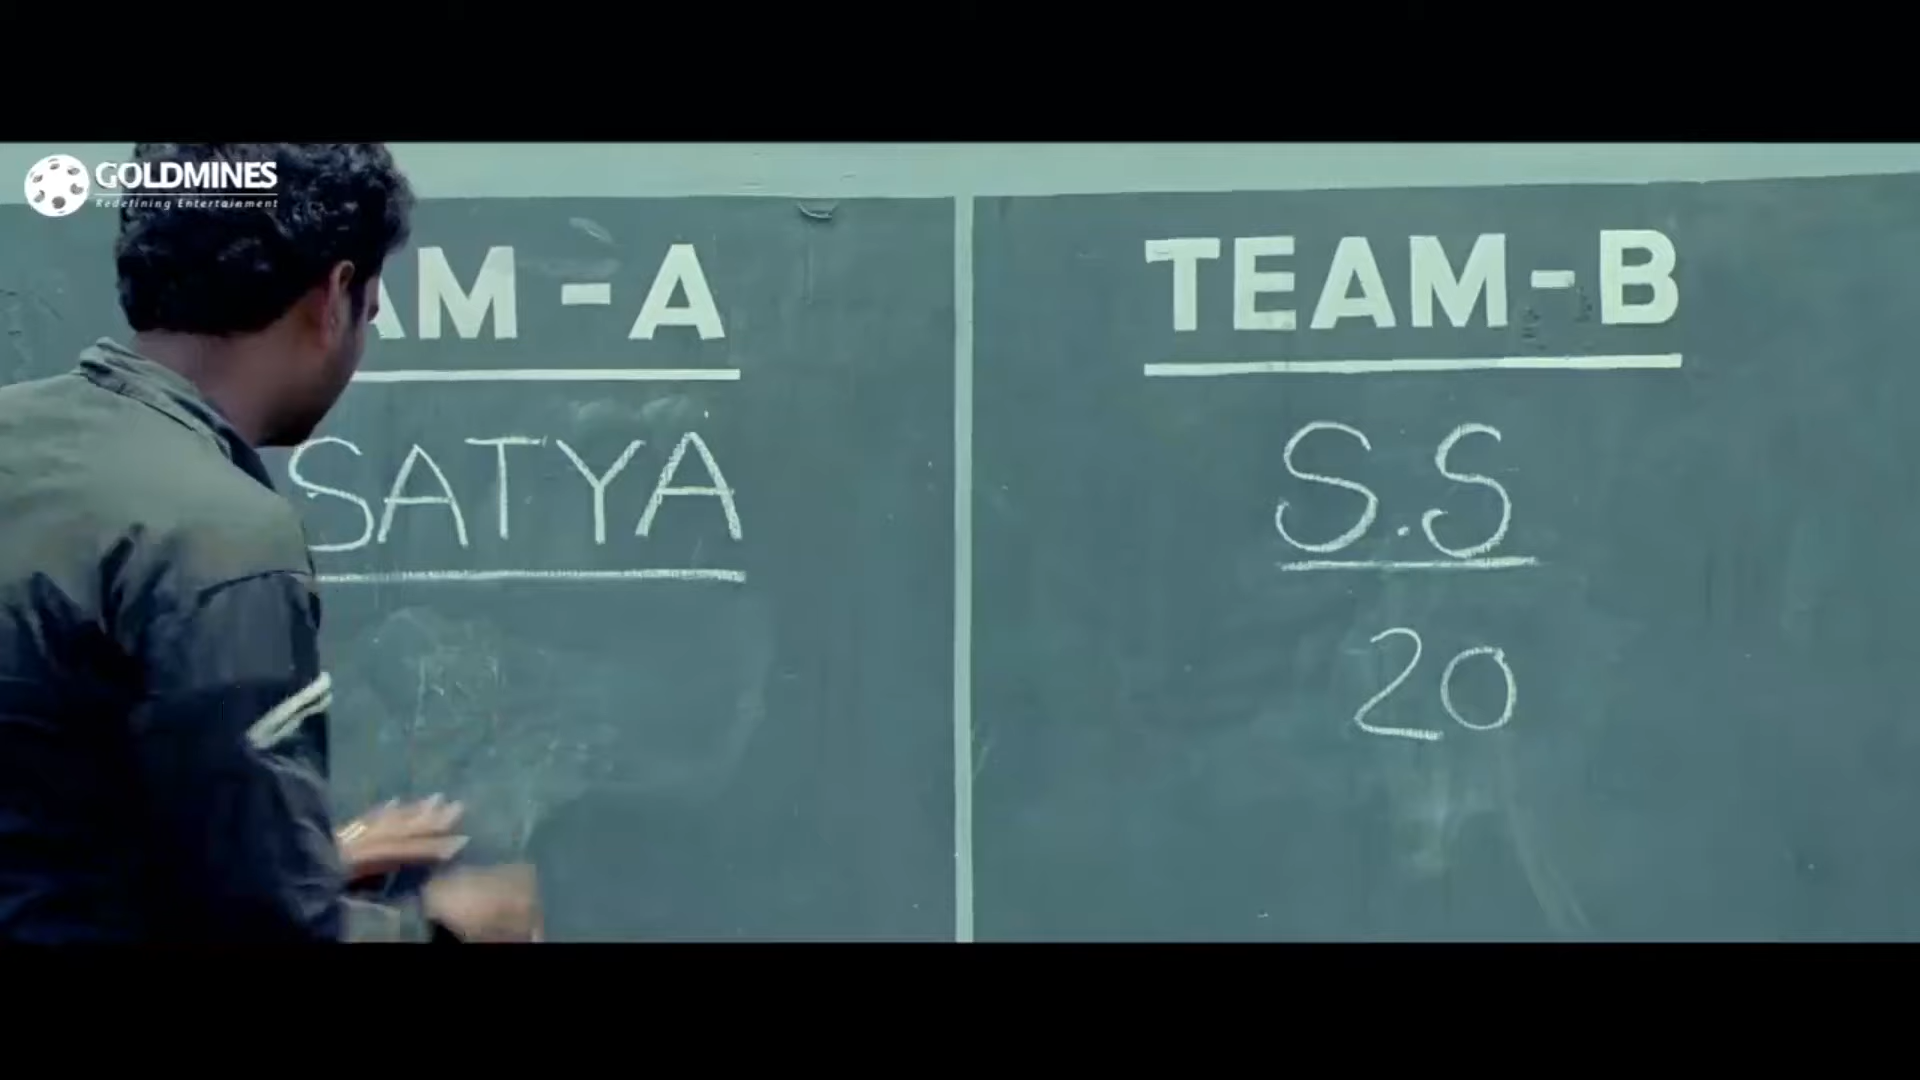 GOLDMINES
Redefining Entertainment
AM - A
TEAM-B
SATYA
S.S
20